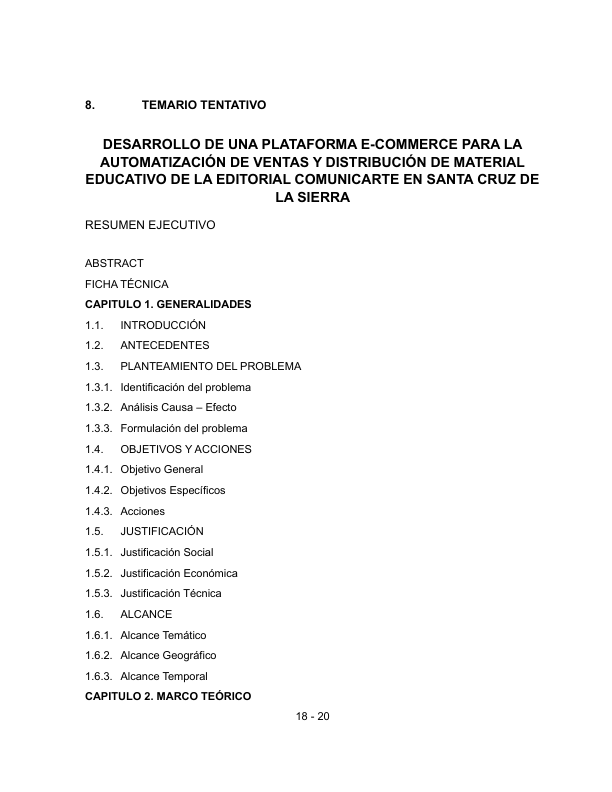 8. TEMARIO TENTATIVO
DESARROLLO DE UNA PLATAFORMA E-COMMERCE PARA LA
AUTOMATIZACIÓN DE VENTAS Y DISTRIBUCIÓN DE MATERIAL
EDUCATIVO DE LA EDITORIAL COMUNICARTE EN SANTA CRUZ DE
LA SIERRA
RESUMEN EJECUTIVO
ABSTRACT
FICHA TÉCNICA
CAPITULO 1. GENERALIDADES
1.1. INTRODUCCIÓN
1.2. ANTECEDENTES
1.3. PLANTEAMIENTO DEL PROBLEMA
1.3.1. Identificación del problema
1.3.2. Análisis Causa – Efecto
1.3.3. Formulación del problema
1.4. OBJETIVOS Y ACCIONES
1.4.1. Objetivo General
1.4.2. Objetivos Específicos
1.4.3. Acciones
1.5. JUSTIFICACIÓN
1.5.1. Justificación Social
1.5.2. Justificación Económica
1.5.3. Justificación Técnica
1.6. ALCANCE
1.6.1. Alcance Temático
1.6.2. Alcance Geográfico
1.6.3. Alcance Temporal
CAPITULO 2. MARCO TEÓRICO
18 - 20